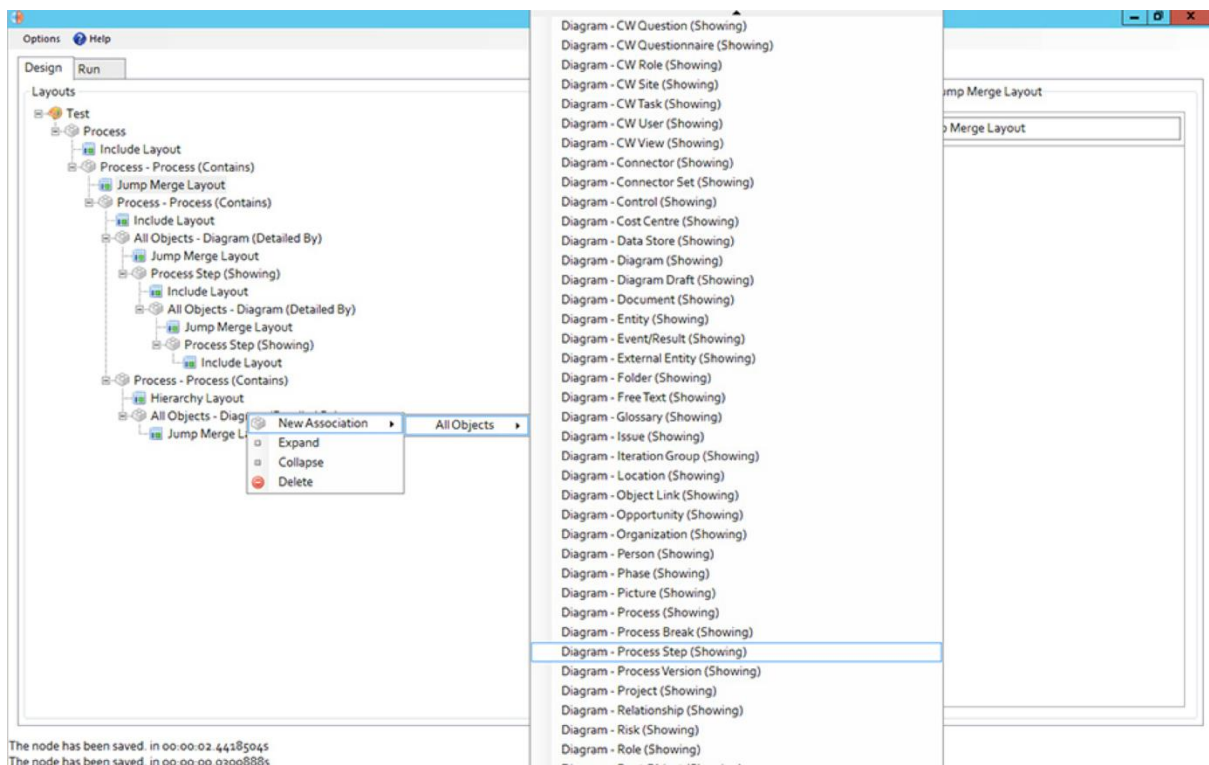 Options Help
Design Run
Layouts
Test
Process
Include Layout
Process - Process (Contains)
Jump Merge Layout
Process - Process (Contains)
Include Layout
All Objects - Diagram (Detailed By)
Jump Merge Layout
Process Step (Showing)
Include Layout
All Objects - Diagram (Detailed By)
Jump Merge Layout
Process Step (Showing)
Include Layout
Process - Process (Contains)
Hierarchy Layout
All Objects - Diag
Jump Merge L
New Association
Expand
Collapse
Delete
All Objects
Diagram - CW Question (Showing)
Diagram - CW Questionnaire (Showing)
Diagram - CW Role (Showing)
Diagram - CW Site (Showing)
Diagram - CW Task (Showing)
Diagram - CW User (Showing)
Diagram - CW View (Showing)
Diagram - Connector (Showing)
Diagram - Connector Set (Showing)
Diagram - Control (Showing)
Diagram - Cost Centre (Showing)
Diagram - Data Store (Showing)
Diagram - Diagram (Showing)
Diagram - Diagram Draft (Showing)
Diagram - Document (Showing)
Diagram - Entity (Showing)
Diagram - Event/Result (Showing)
Diagram - External Entity (Showing)
Diagram - Folder (Showing)
Diagram - Free Text (Showing)
Diagram - Glossary (Showing)
Diagram - Issue (Showing)
Diagram - Iteration Group (Showing)
Diagram - Location (Showing)
Diagram - Object Link (Showing)
Diagram - Opportunity (Showing)
Diagram - Organization (Showing)
Diagram - Person (Showing)
Diagram - Phase (Showing)
Diagram - Picture (Showing)
Diagram - Process (Showing)
Diagram - Process Break (Showing)
Diagram - Process Step (Showing)
Diagram - Process Version (Showing)
Diagram - Project (Showing)
Diagram - Relationship (Showing)
Diagram - Risk (Showing)
Diagram - Role (Showing)
ump Merge Layout
Merge Layout
The node has been saved. in 00:00:02.4418504s
The node has been saved. in 00:00:00.0300888s